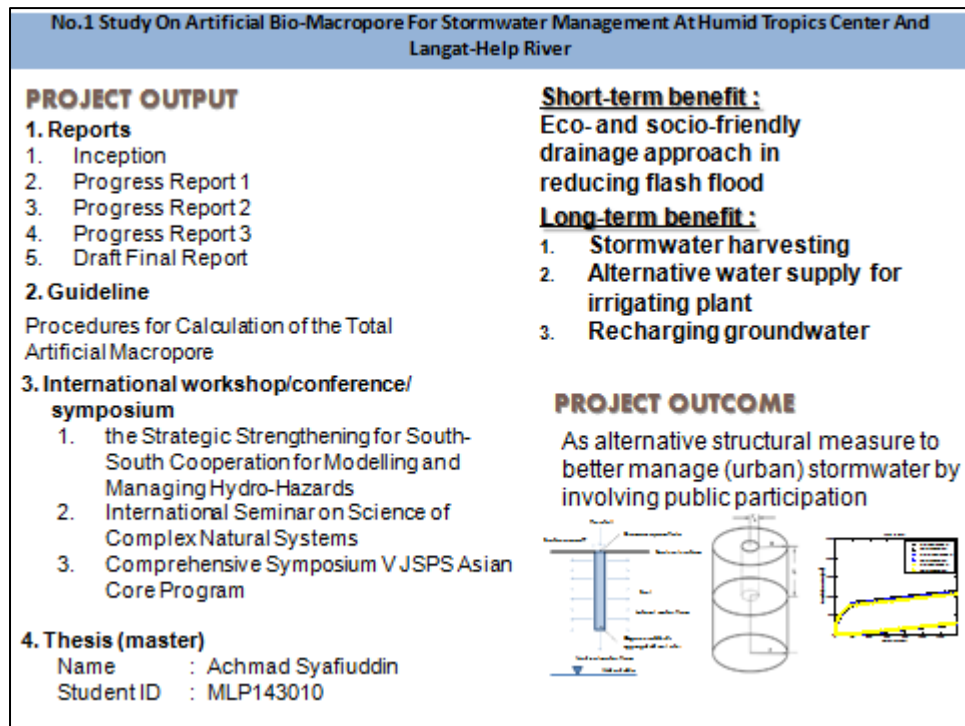 No.1 Study On Artificial Bio-Macropore For Stormwater Management At Humid Tropics Center And
Langat-Help River
PROJECT OUTPUT
1. Reports
1. Inception
2. Progress Report 1
3. Progress Report 2
4. Progress Report 3
5. Draft Final Report
2. Guideline
Procedures for Calculation of the Total
Artificial Macropore
3. International workshop/conference/
symposium
1. the Strategic Strengthening for South-
South Cooperation for Modelling and
Managing Hydro-Hazards
2. International Seminar on Science of
Complex Natural Systems
3. Comprehensive Symposium VJSPS Asian
Core Program
4. Thesis (master)
Name : Achmad Syafiuddin
Student ID : MLP143010
Short-term benefit :
Eco- and socio-friendly
drainage approach in
reducing flash flood
Long-term benefit :
1. Stormwater harvesting
2. Alternative water supply for
irrigating plant
3. Recharging groundwater
PROJECT OUTCOME
As alternative structural measure to
better manage (urban) stormwater by
involving public participation